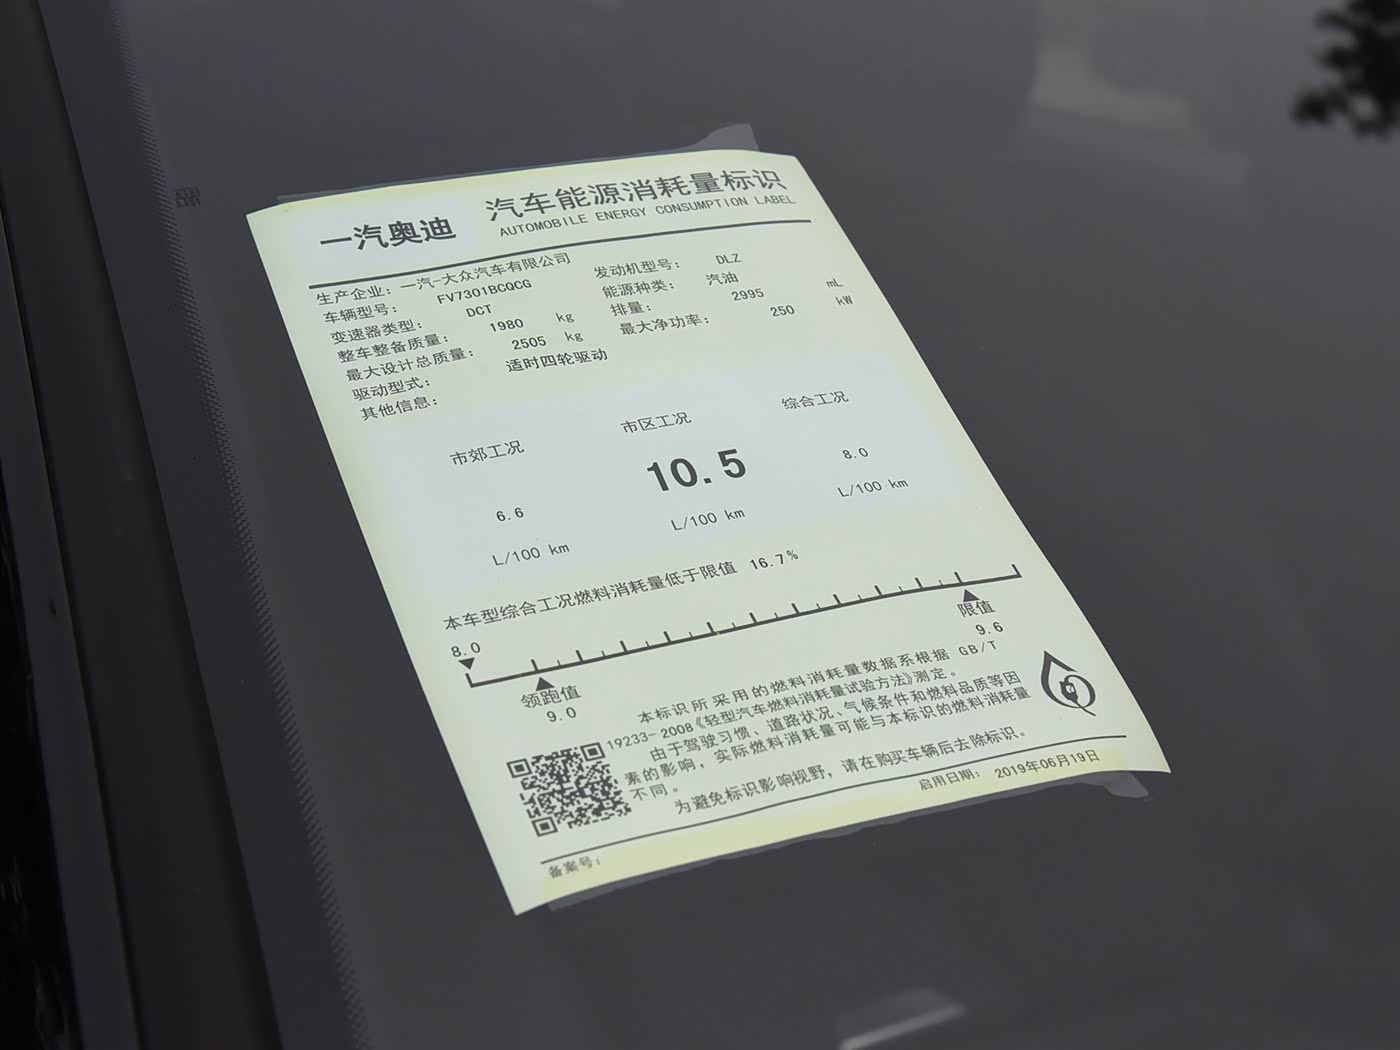 一汽奥迪
汽车能源消耗量标识
AUTOMOBILE ENERGY CONSUMPTION LABEL
生产企业：一汽-大众汽车有限公司
车辆型号： FV7301BCQCG
变速器类型： DCT
整车整备质量： 1980 kg
最大设计总质量： 2505 kg
驱动型式： 适时四轮驱动
其他信息：
发动机型号： DLZ
能源种类： 汽油
排量： 2995 mL
最大净功率： 250 kW
市郊工况
6.6
L/100 km
市区工况
10.5
L/100 km
综合工况
8.0
L/100 km
本车型综合工况燃料消耗量低于限值 16.7%
8.0
领跑值
9.0
限值
9.6
本标识所采用的燃料消耗量数据系根据 GB/T
19233-2008《轻型汽车燃料消耗量试验方法》测定。
由于驾驶习惯、道路状况、气候条件和燃料品质等因
素的影响，实际燃料消耗量可能与本标识的燃料消耗量
不同。
为避免标识影响视野，请在购买车辆后去除标识。
启用日期： 2019年06月19日
备案号：